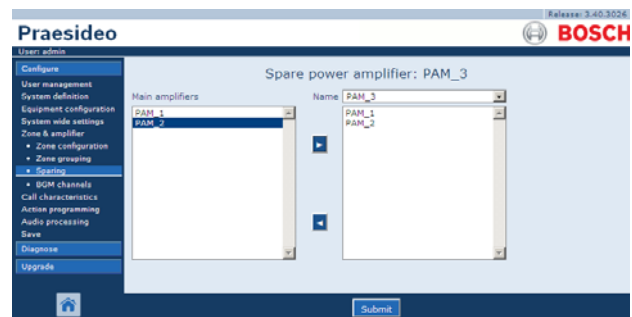 Release: 3.40.3026
Praesideo
BOSCH
User: admin
Configure
User management
System definition
Equipment configuration
System wide settings
Zone & amplifier
• Zone configuration
• Zone grouping
• Sparing
• BGM channels
Call characteristics
Action programming
Audio processing
Save
Diagnose
Upgrade
Spare power amplifier: PAM_3
Main amplifiers
PAM_1
PAM_2
Name PAM_3
PAM_1
PAM_2
Submit